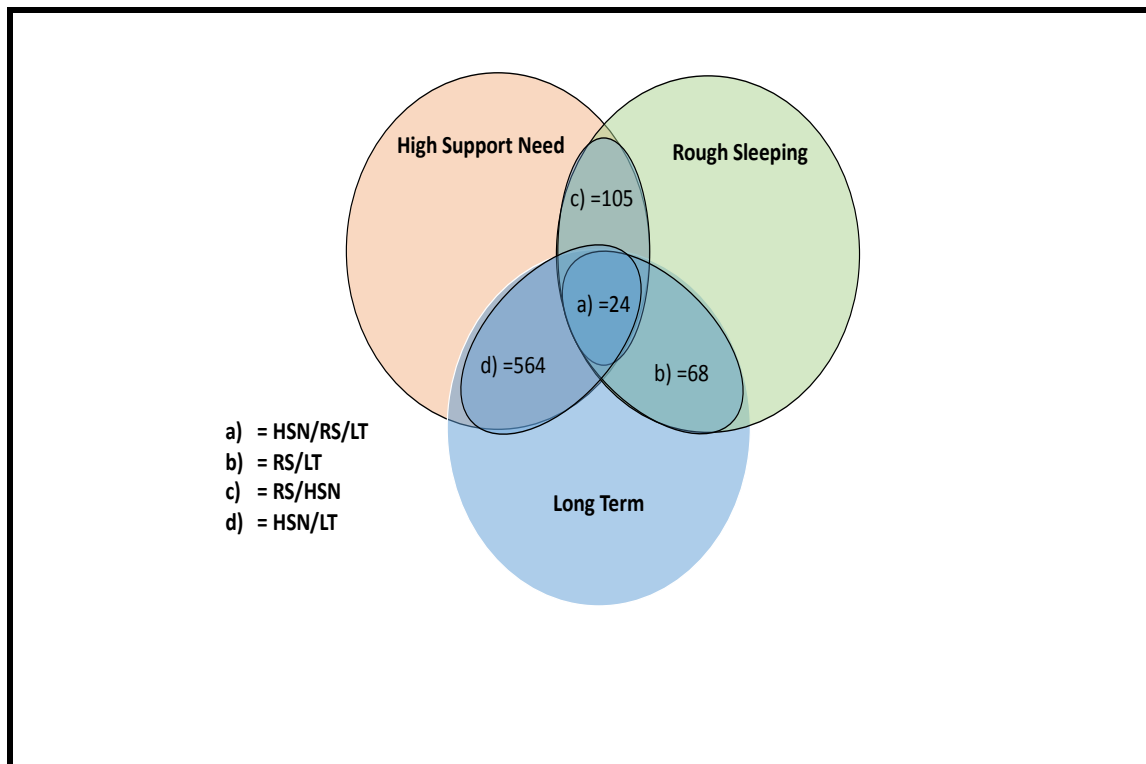 High Support Need
Rough Sleeping
c) =105
a) =24
d) =564
b) =68
a) = HSN/RS/LT
b) = RS/LT
c) = RS/HSN
d) = HSN/LT
Long Term